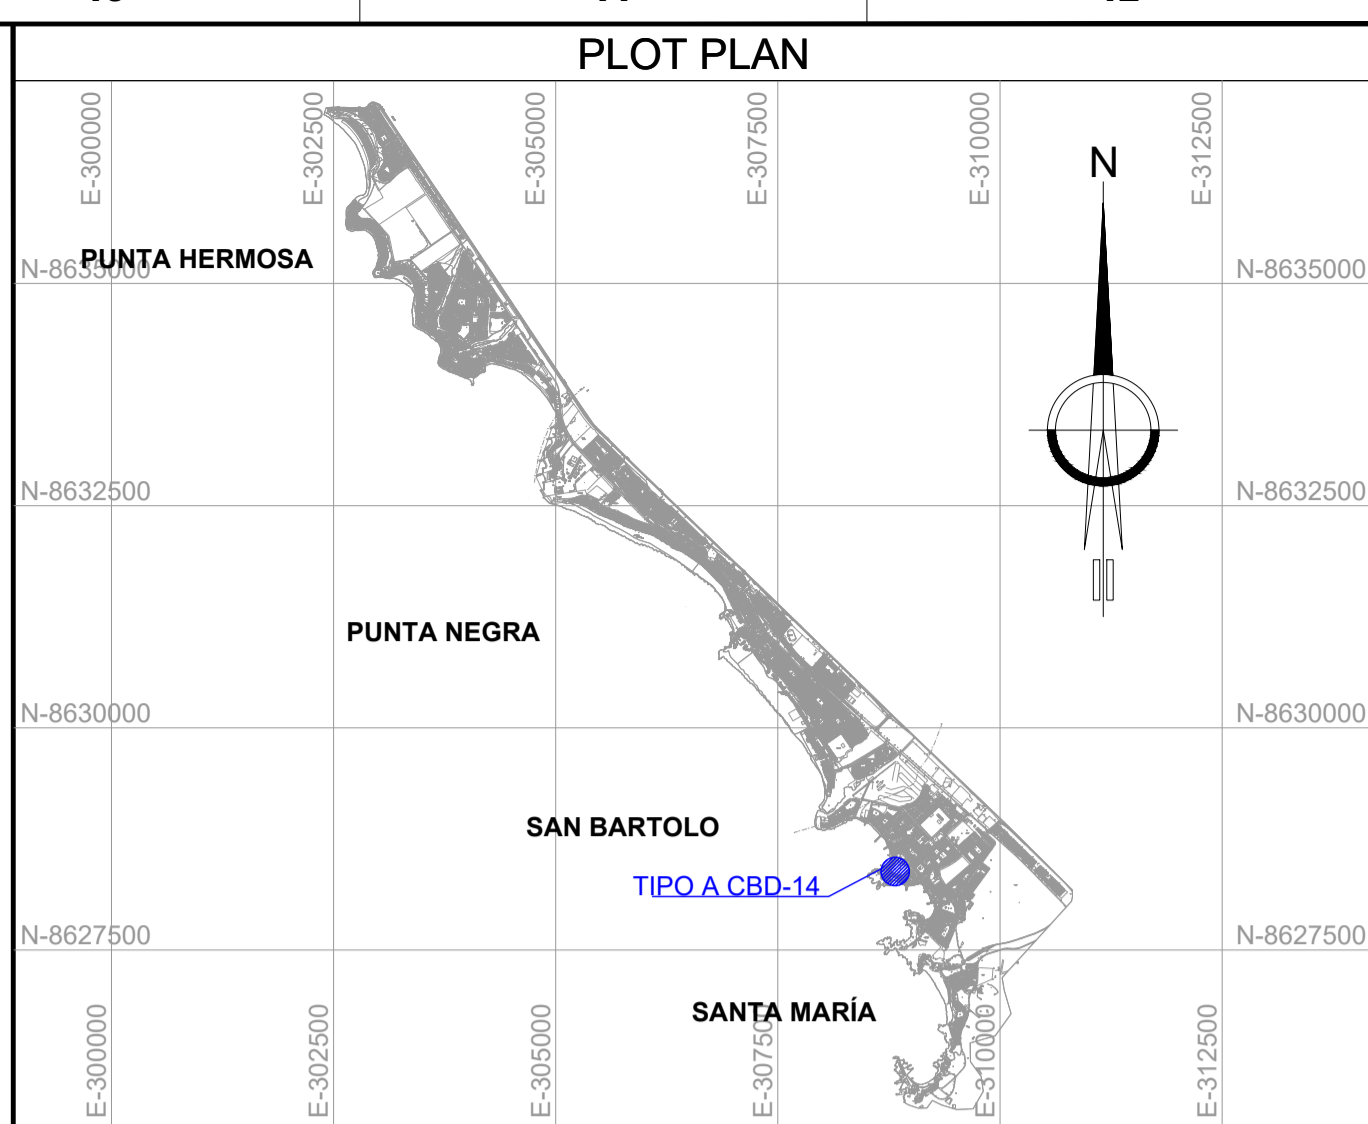 PLOT PLAN
E-300000
E-302500
E-305000
E-307500
E-310000
E-312500
N
PUNTA HERMOSA
N-8635000
N-8635000
N-8632500
N-8632500
PUNTA NEGRA
N-8630000
N-8630000
SAN BARTOLO
TIPO A CBD-14
N-8627500
N-8627500
SANTA MARÍA
E-300000
E-302500
E-305000
E-307500
E-310000
E-312500